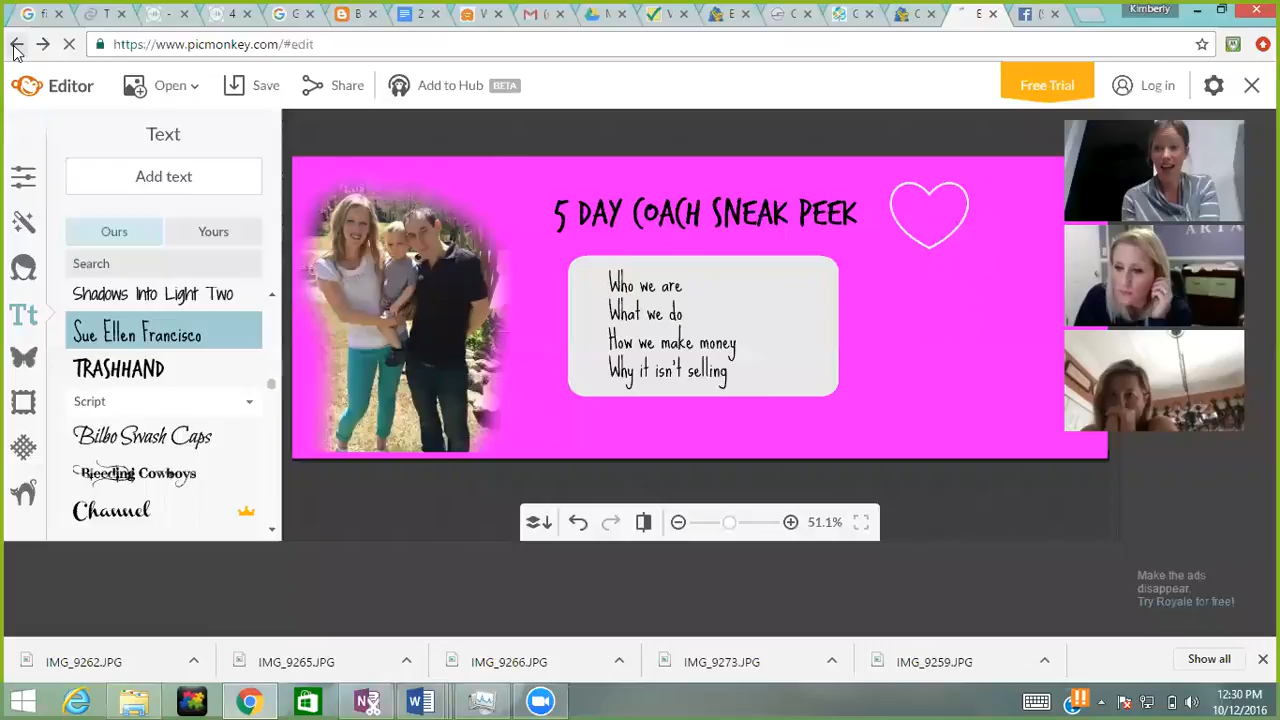 fi
T
-
4
G
B
2
V
(
M
V
E
C
C
E
(
Kimberly
https://www.picmonkey.com/#edit
Editor
Open
Save
Share
Add to Hub BETA
Free Trial
Log in
Text
Add text
Ours
Yours
Search
Shadows Into Light Two
Sue Ellen Francisco
TRASHHAND
Script
Bilbo Swash Caps
Bleeding Cowboys
Channel
5 DAY COACH SNEAK PEEK
Who we are
What we do
How we make money
Why it isn't selling
ARTA
51.1%
Make the ads
disappear.
Try Royale for free!
IMG_9262.JPG
IMG_9265.JPG
IMG_9266.JPG
IMG_9273.JPG
IMG_9259.JPG
Show all
12:30 PM
10/12/2016